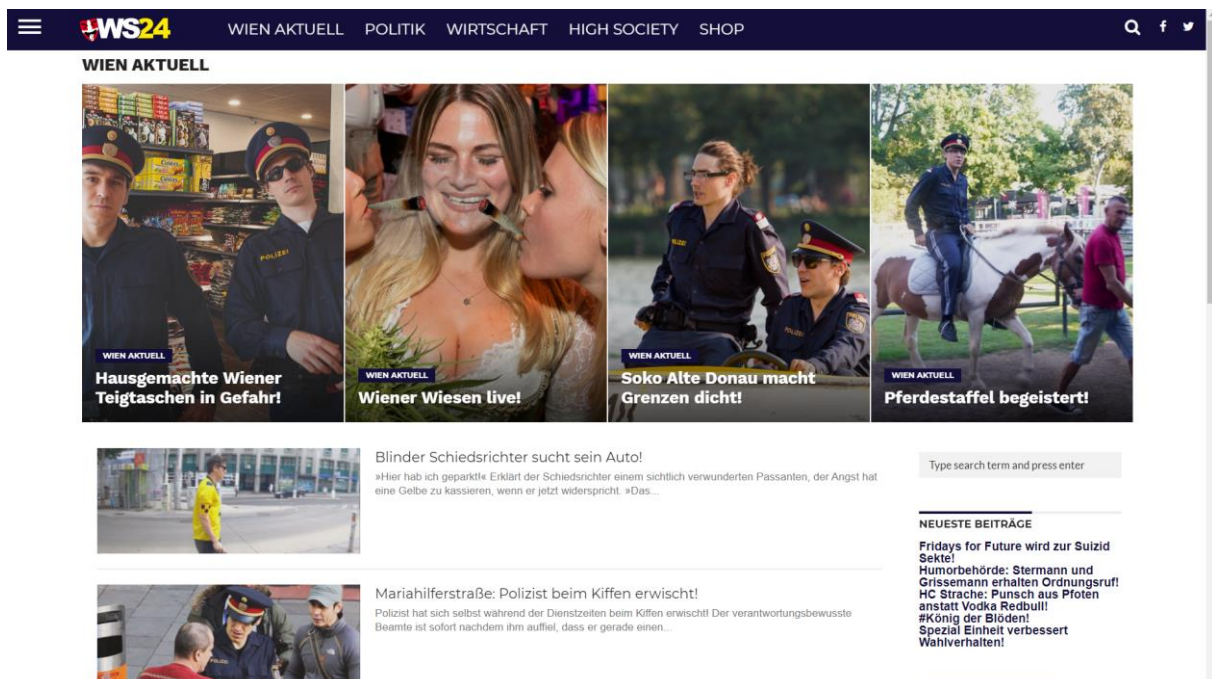 WS24
WIEN AKTUELL
POLITIK
WIRTSCHAFT
HIGH SOCIETY
SHOP
WIEN AKTUELL
POLIZEI
POLIZEI
WIEN AKTUELL
Hausgemachte Wiener
Teigtaschen in Gefahr!
WIEN AKTUELL
Wiener Wiesen live!
WIEN AKTUELL
Soko Alte Donau macht
Grenzen dicht!
WIEN AKTUELL
Pferdestaffel begeistert!
Blinder Schiedsrichter sucht sein Auto!
»Hier hab ich geparkt!« Erklärt der Schiedsrichter einem sichtlich verwunderten Passanten, der Angst hat
eine Gelbe zu kassieren, wenn er jetzt widerspricht. »Das...
Mariahilferstraße: Polizist beim Kiffen erwischt!
Polizist hat sich selbst während der Dienstzeiten beim Kiffen erwischt! Der verantwortungsbewusste
Beamte ist sofort nachdem ihm auffiel, dass er gerade einen...
Type search term and press enter
NEUESTE BEITRÄGE
Fridays for Future wird zur Suizid
Sekte!
Humorbehörde: Stermann und
Grissemann erhalten Ordnungsruf!
HC Strache: Punsch aus Pfoten
anstatt Vodka Redbull!
#König der Blöden!
Spezial Einheit verbessert
Wahlverhalten!